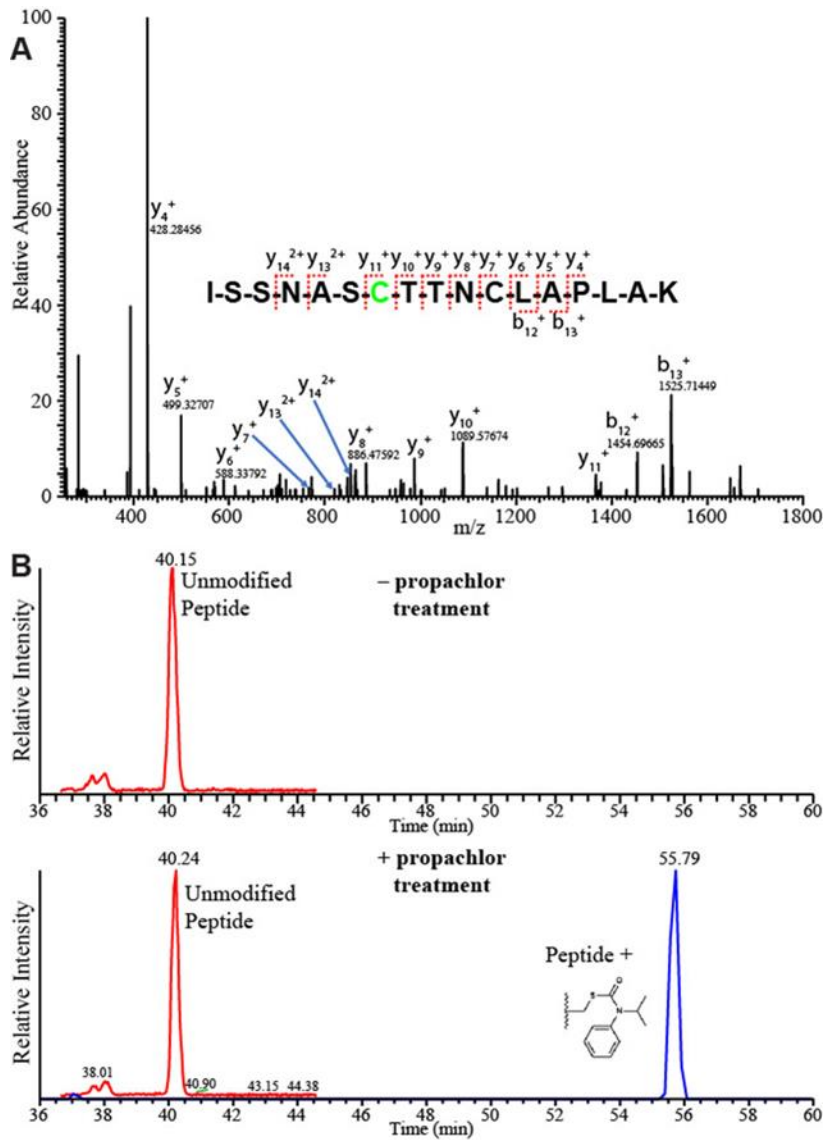 A
Relative Abundance
100
80
60
40
20
0
y4+
428.28456
y14 2+ y13 2+ y11+ y10+ y9+ y8+ y7+ y6+ y5+ y4+
I-S-S-N-A-S-C-T-T-N-C-L-A-P-L-A-K
b12+ b13+
y5+
499.32707
y6+
588.33792
y7+
y13 2+
y14 2+
y8+
886.47592
y9+
y10+
1089.57674
y11+
b12+
1454.69665
b13+
1525.71449
400 600 800 1000 1200 1400 1600 1800
m/z
B
Relative Intensity
40.15
Unmodified
Peptide
– propachlor
treatment
36 38 40 42 44 46 48 50 52 54 56 58 60
Time (min)
Relative Intensity
40.24
Unmodified
Peptide
+ propachlor
treatment
55.79
Peptide +
S
O
N
38.01
40.90
43.15
44.38
36 38 40 42 44 46 48 50 52 54 56 58 60
Time (min)